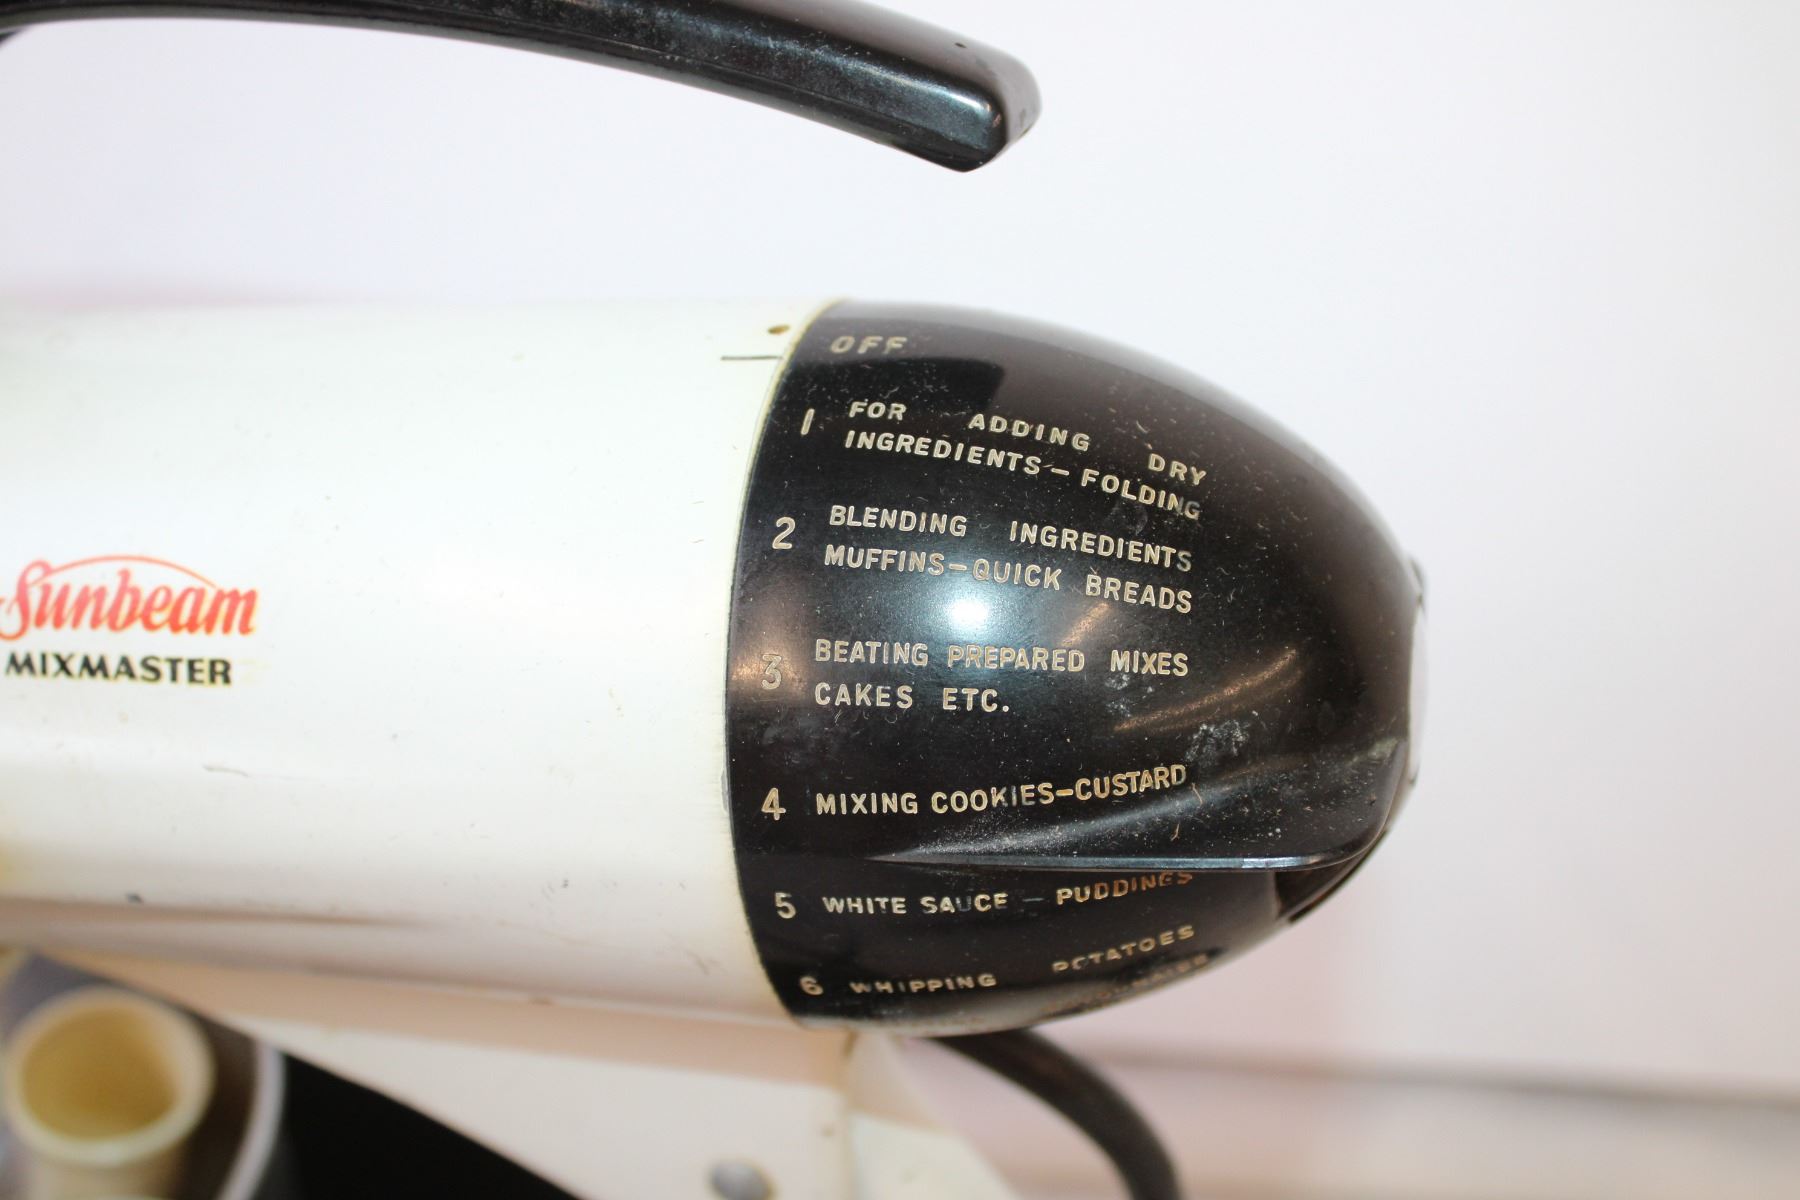 Sunbeam
MIXMASTER
OFF
1 FOR ADDING DRY
INGREDIENTS-FOLDING
2 BLENDING INGREDIENTS
MUFFINS-QUICK BREADS
3 BEATING PREPARED MIXES
CAKES ETC.
4 MIXING COOKIES-CUSTARD
5 WHITE SAUCE - PUDDINGS
6 WHIPPING POTATOES